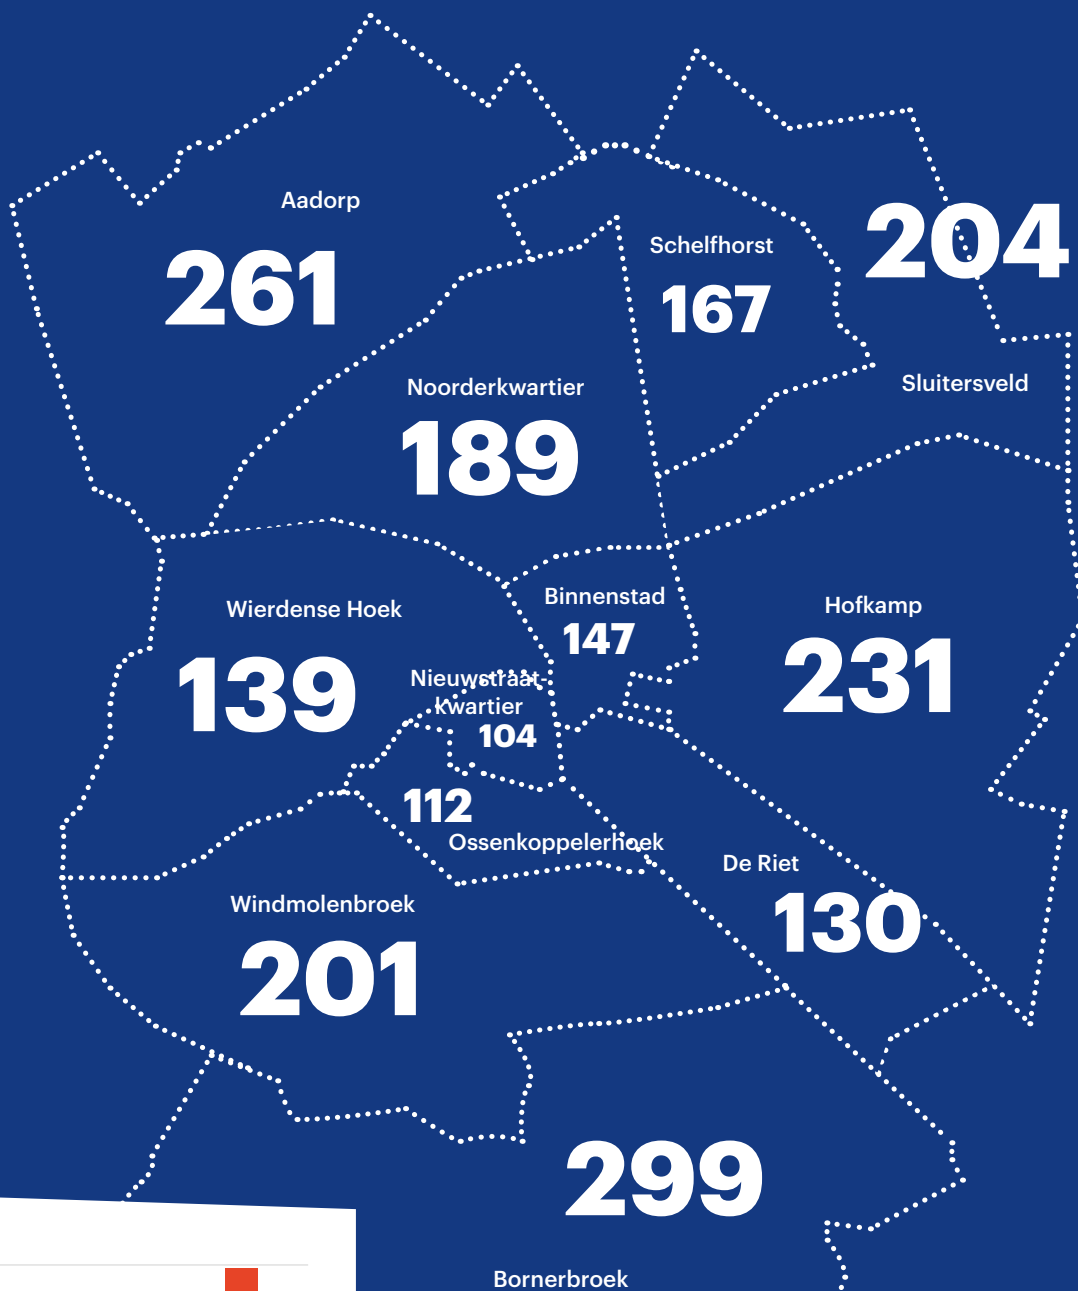 Aadorp
261
204
Schelfhorst
167
Sluitersveld
Noorderkwartier
189
Binnenstad
147
Hofkamp
231
Wierdense Hoek
139
Nieuwstraat-
kwartier
104
112
Ossenkoppelerhoek
De Riet
130
Windmolenbroek
201
299
Bornerbroek